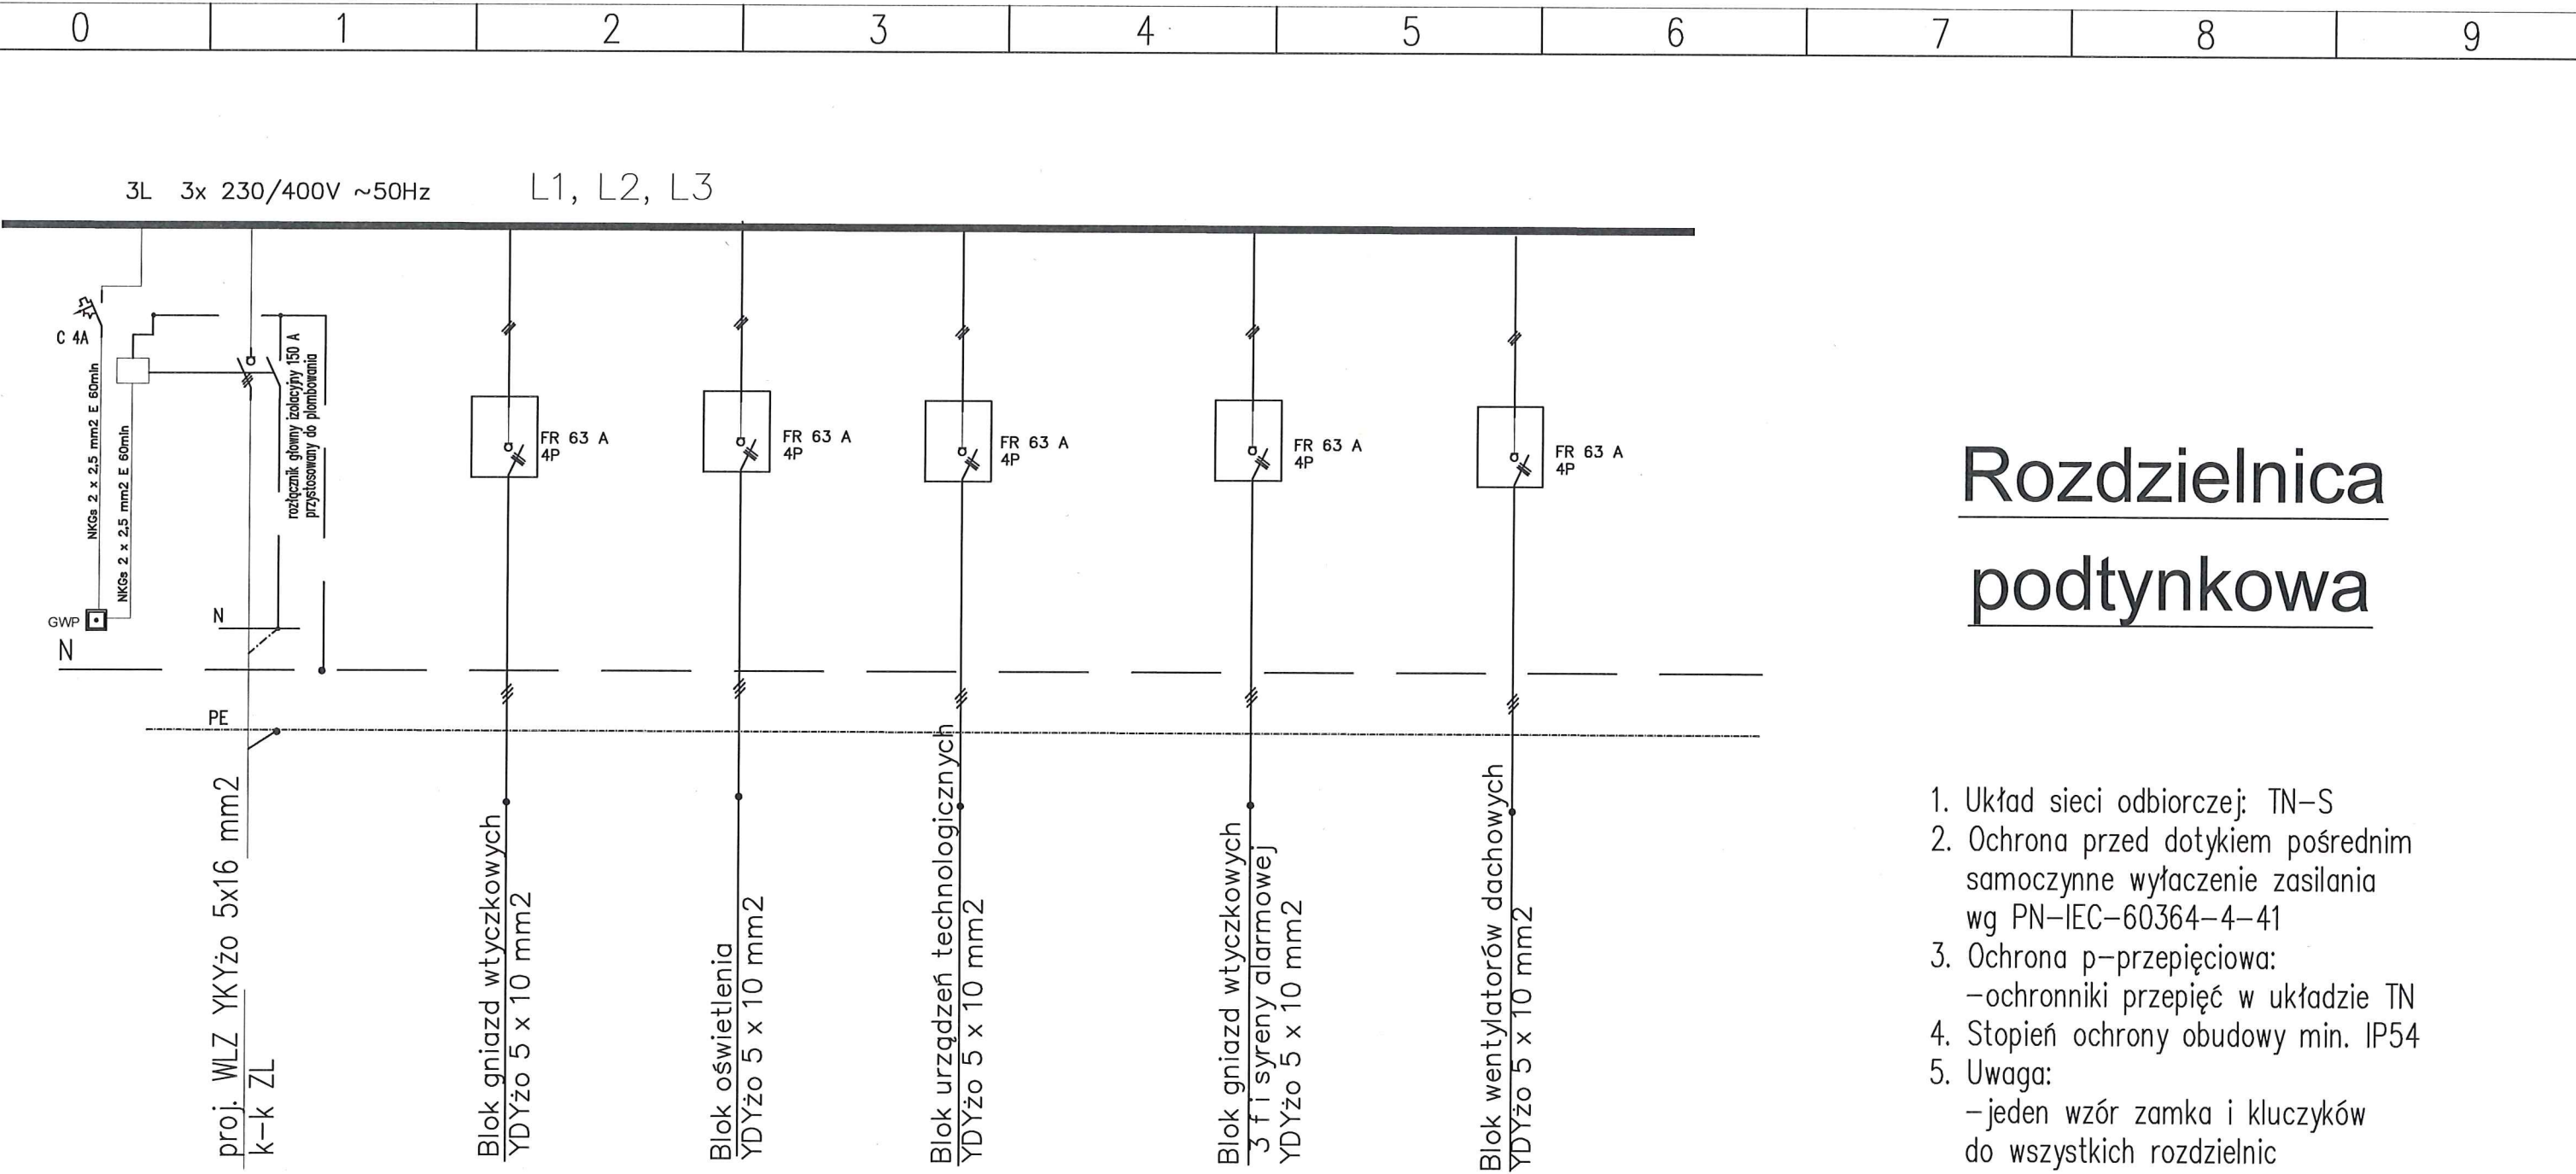 0 1 2 3 4 5 6 7 8 9
3L 3x 230/400V ~50Hz L1, L2, L3
C 4A
NKGs 2 x 2,5 mm2 E 60min
NKGs 2 x 2,5 mm2 E 60min
rozłącznik głowny izolacyjny 150 A
przystosowany do plombowania
GWP
N
N
PE
FR 63 A
4P
FR 63 A
4P
FR 63 A
4P
FR 63 A
4P
FR 63 A
4P
proj. WLZ YKYżo 5x16 mm2
k-k ZL
Blok gniazd wtyczkowych
YDYżo 5 x 10 mm2
Blok oświetlenia
YDYżo 5 x 10 mm2
Blok urządzeń technologicznych
YDYżo 5 x 10 mm2
Blok gniazd wtyczkowych
3 f i syreny alarmowej
YDYżo 5 x 10 mm2
Blok wentylatorów dachowych
YDYżo 5 x 10 mm2
Rozdzielnica
podtynkowa
1. Układ sieci odbiorczej: TN-S
2. Ochrona przed dotykiem pośrednim
samoczynne wyłaczenie zasilania
wg PN-IEC-60364-4-41
3. Ochrona p-przepięciowa:
-ochronniki przepięć w układzie TN
4. Stopień ochrony obudowy min. IP54
5. Uwaga:
-jeden wzór zamka i kluczyków
do wszystkich rozdzielnic